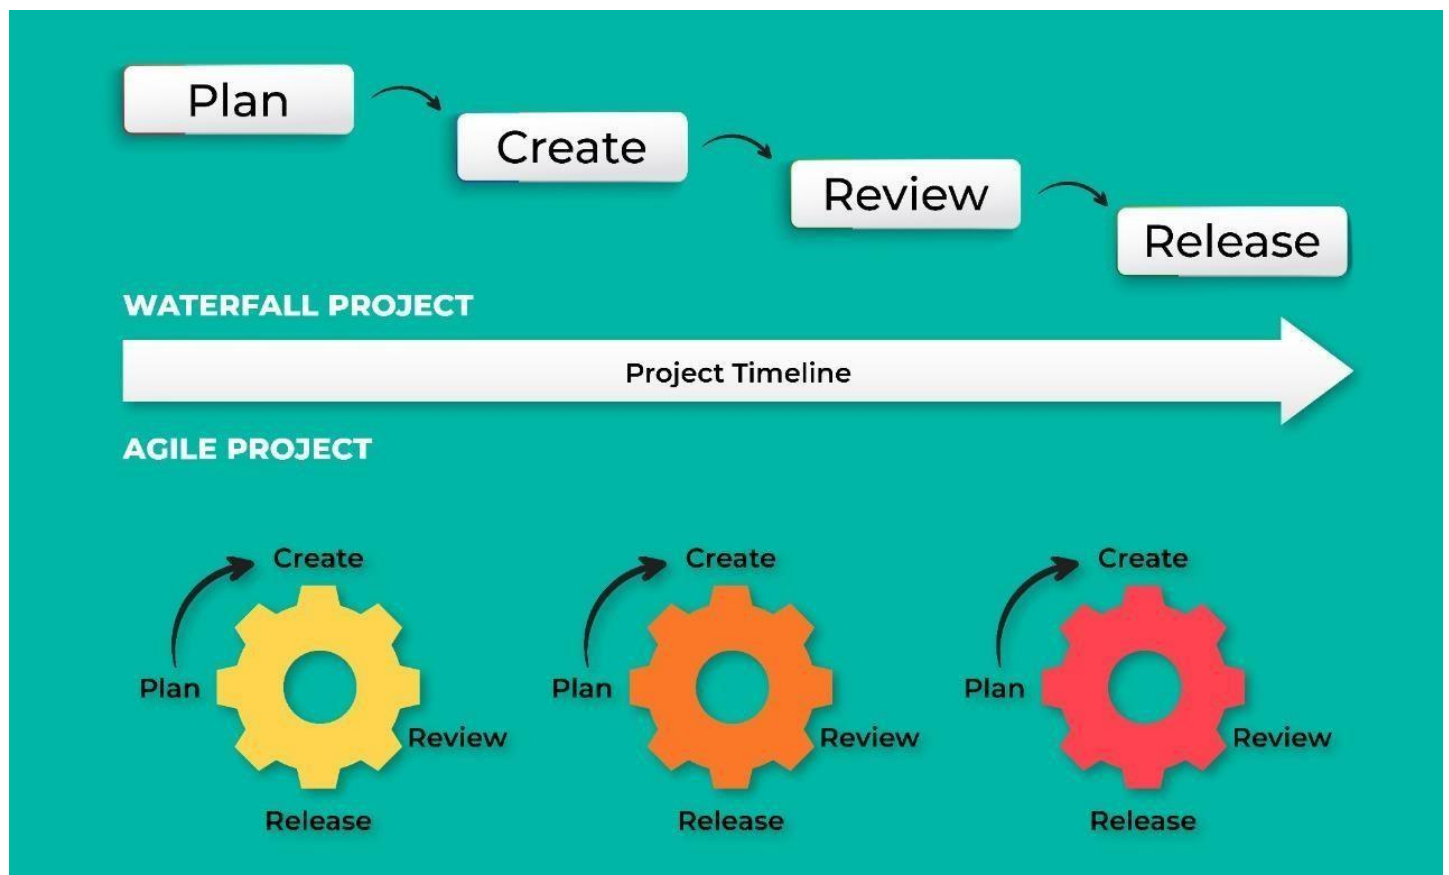 Plan
Create
Review
Release
WATERFALL PROJECT
Project Timeline
AGILE PROJECT
Create
Plan
Review
Release
Create
Plan
Review
Release
Create
Plan
Review
Release